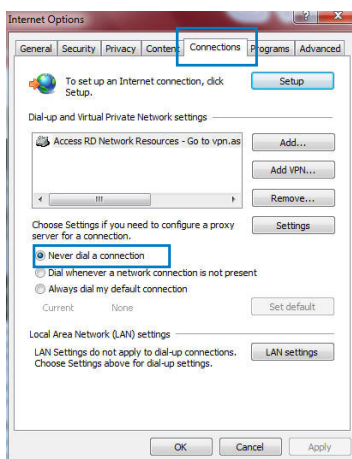 Internet Options
General Security Privacy Content Connections Programs Advanced
To set up an Internet connection, click
Setup.
Setup
Dial-up and Virtual Private Network settings
Access RD Network Resources - Go to vpn.as
Add...
Add VPN...
Remove...
Choose Settings if you need to configure a proxy
server for a connection.
Settings
Never dial a connection
Dial whenever a network connection is not present
Always dial my default connection
Current None
Set default
Local Area Network (LAN) settings
LAN Settings do not apply to dial-up connections.
Choose Settings above for dial-up settings.
LAN settings
OK Cancel Apply